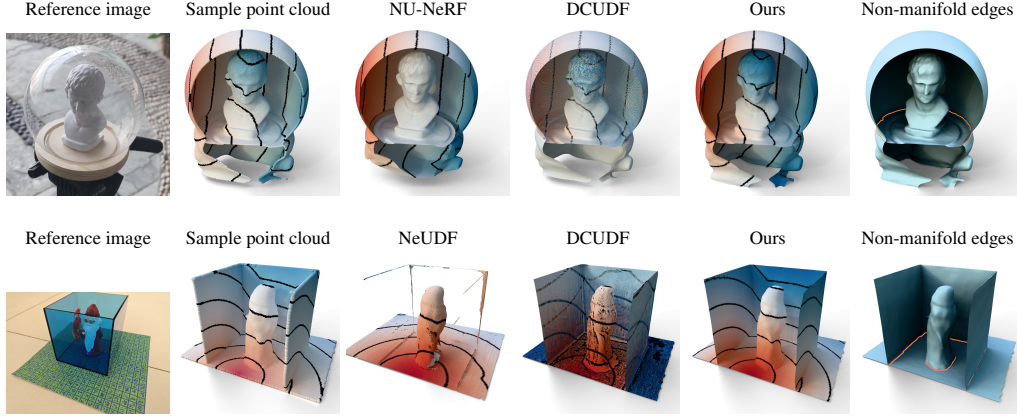 Reference image Sample point cloud NU-NeRF DCUDF Ours Non-manifold edges
Reference image Sample point cloud NeUDF DCUDF Ours Non-manifold edges